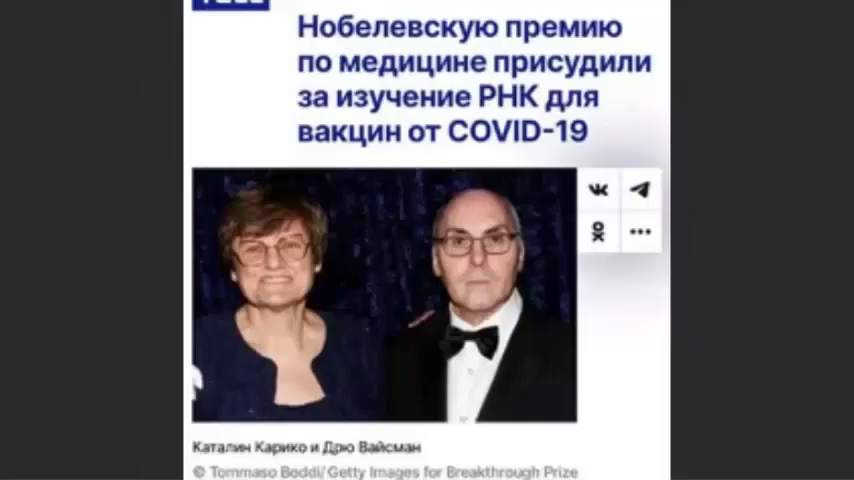 Нобелевскую премию
по медицине присудили
за изучение РНК для
вакцин от COVID-19
Каталин Карико и Дрю Вайсман
© Tommaso Boddi/Getty Images for Breakthrough Prize